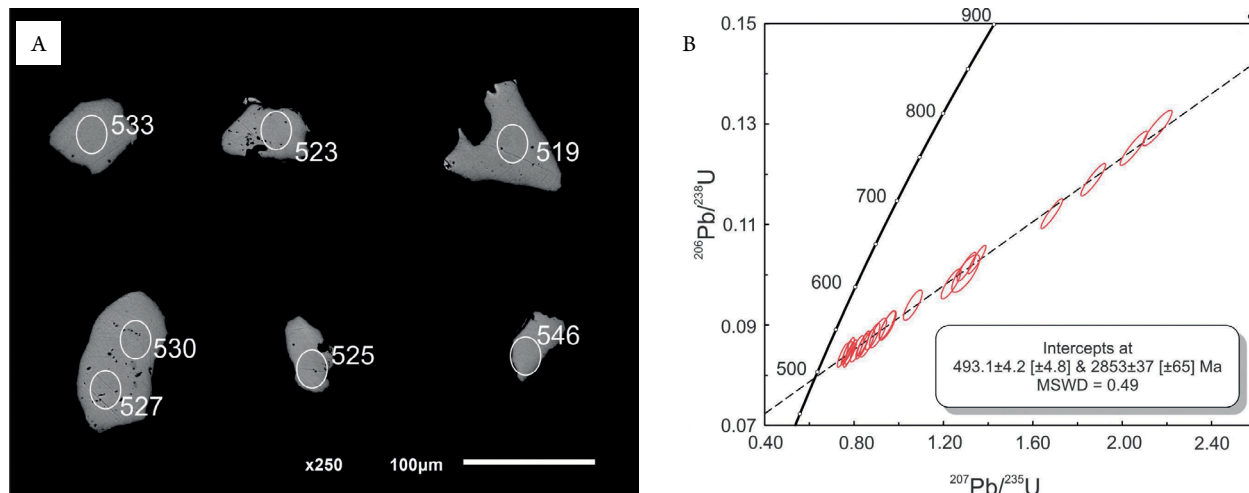 A
533
523
519
530
527
525
546
x250 100μm
B
0.15
0.13
0.11
0.09
0.07
206Pb/238U
900
800
700
600
500
Intercepts at
493.1±4.2 [±4.8] & 2853±37 [±65] Ma
MSWD = 0.49
0.40 0.80 1.20 1.60 2.00 2.40
207Pb/235U